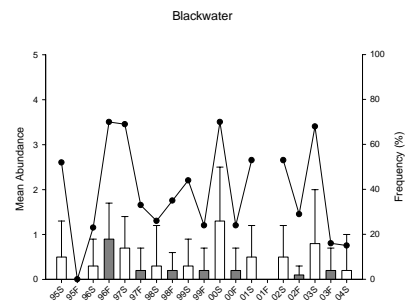 Blackwater
5
4
3
2
1
0
Mean Abundance
100
80
60
40
20
0
Frequency (%)
95S
95F
96S
96F
97S
97F
98S
98F
99S
99F
00S
00F
01S
01F
02S
02F
03S
03F
04S